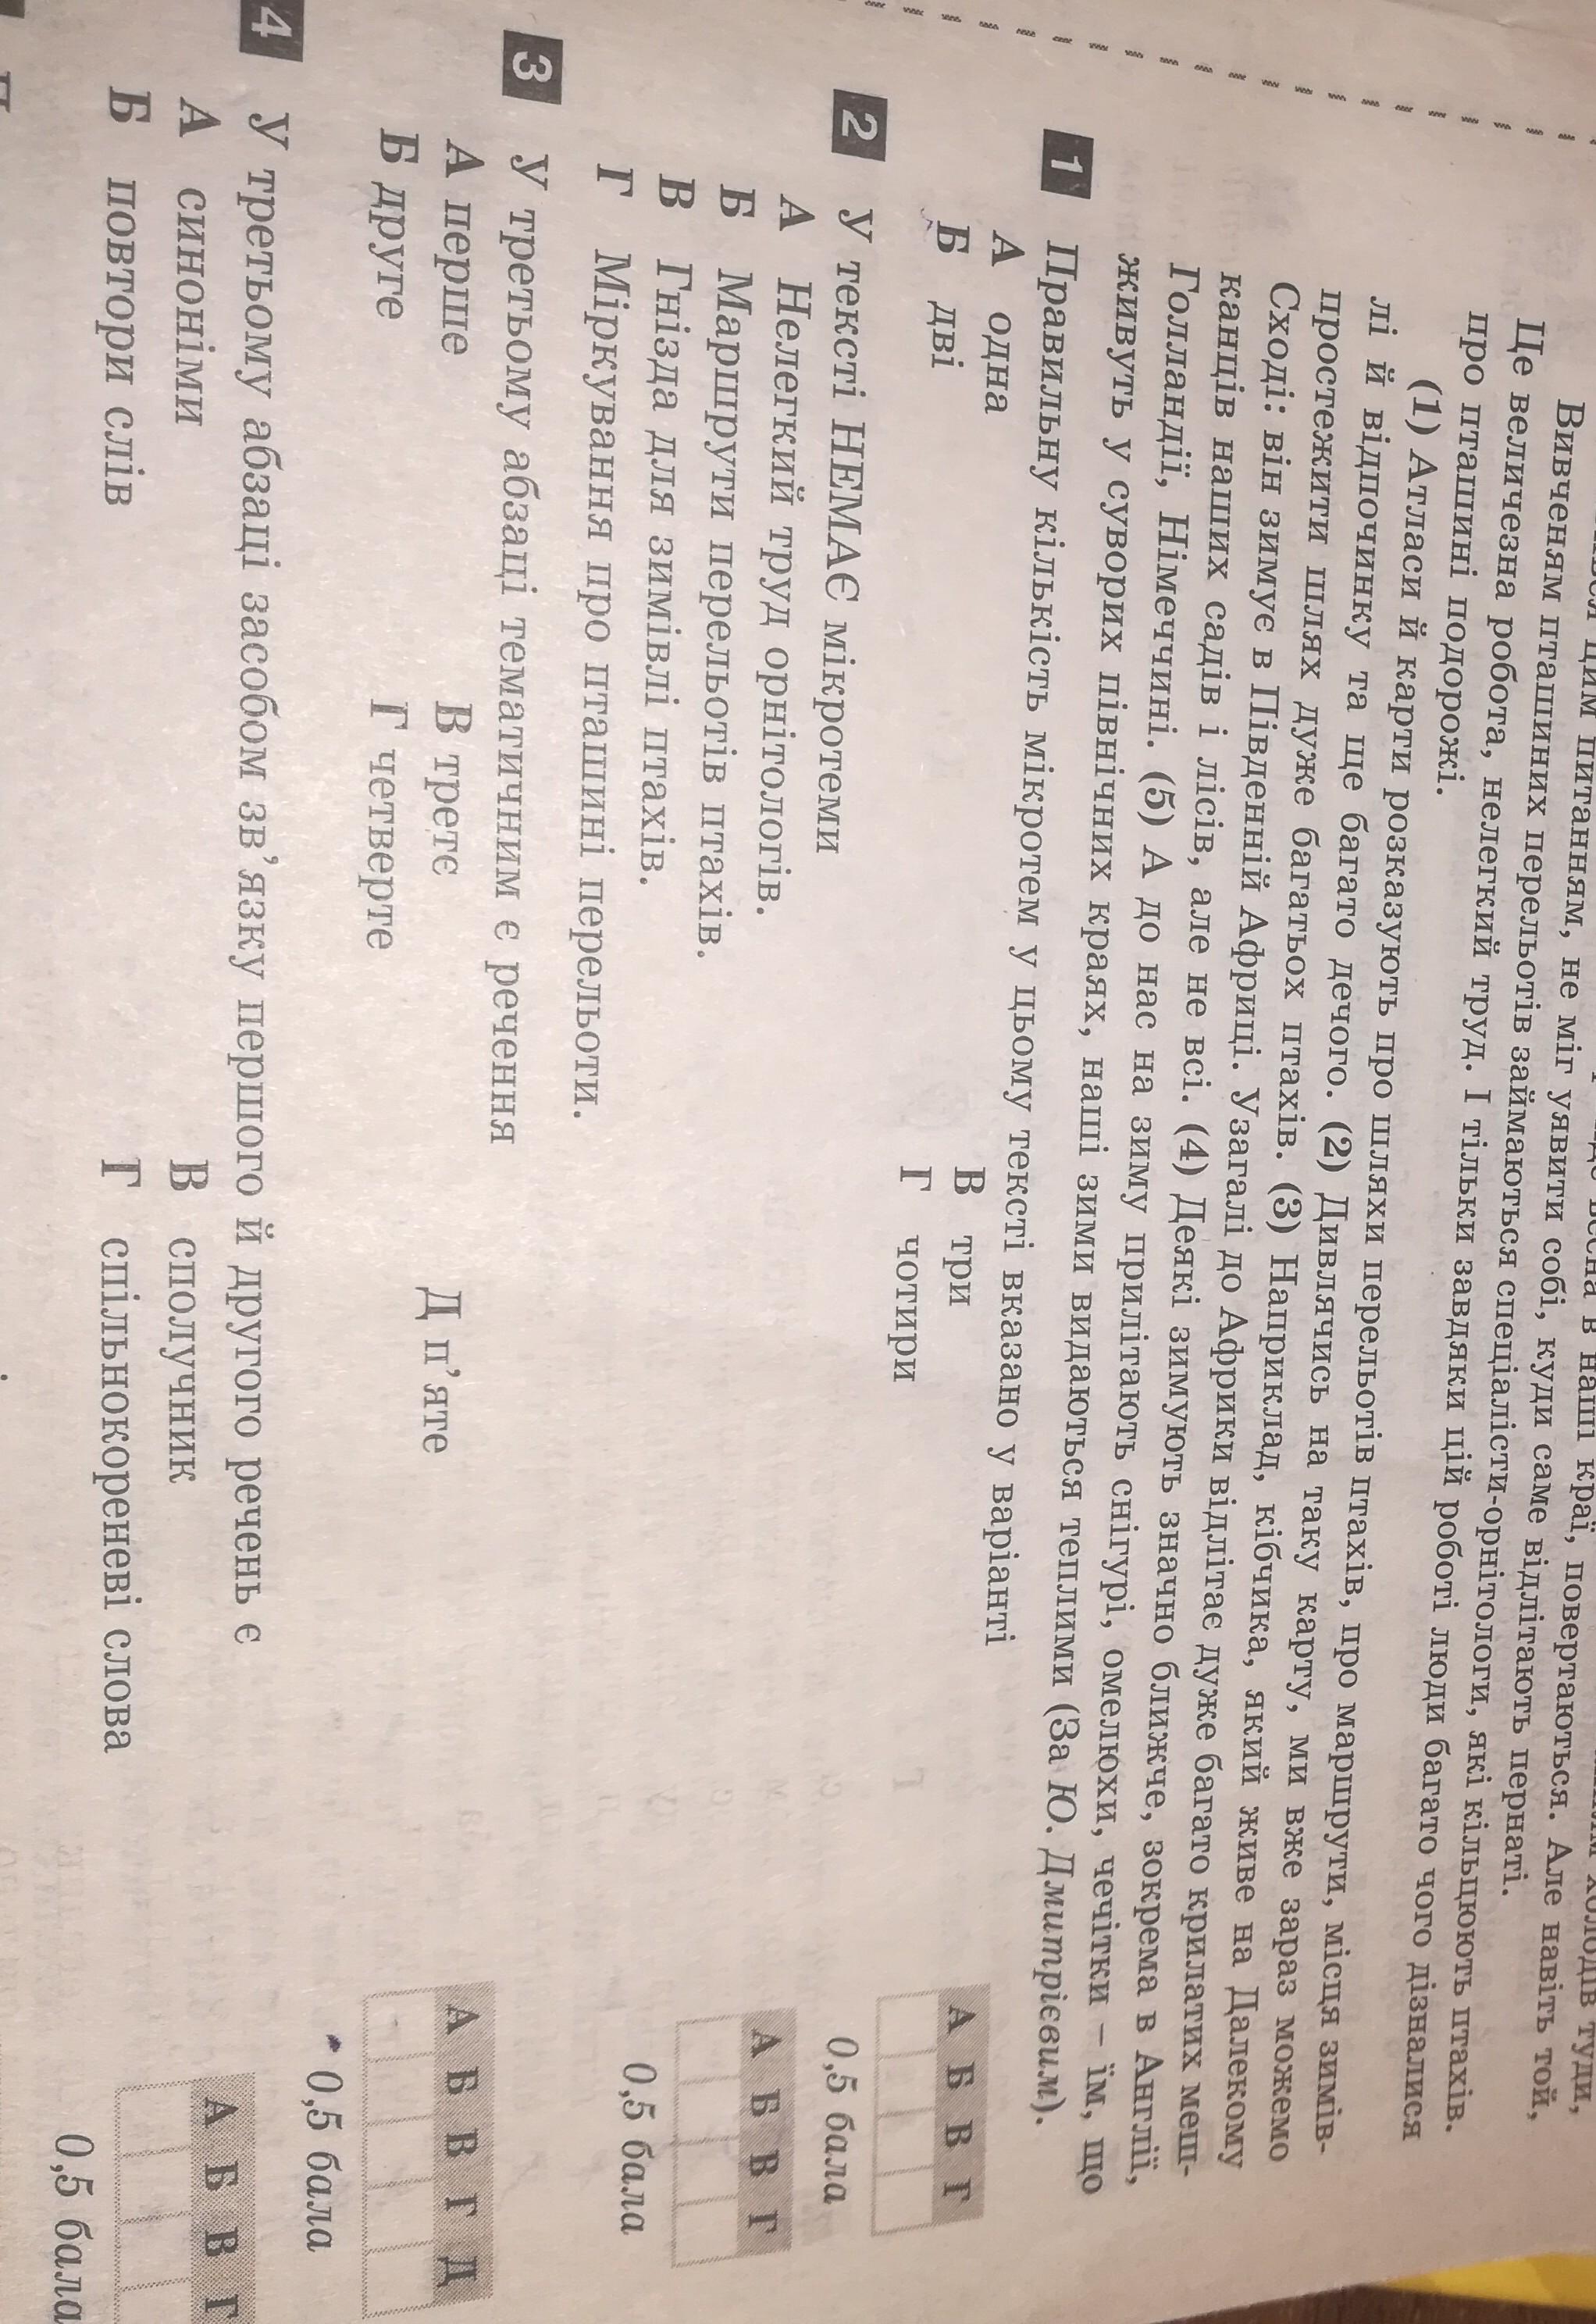 цим питанням, не міг уявити собі, куди саме відлітають пернаті.
Вивченям пташиних перельотів займаються спеціалісти-орнітологи, які кільцюють птахів.
Це величезна робота, нелегкий труд. І тільки завдяки цій роботі люди багато чого дізналися
про пташині подорожі.
(1) Атласи й карти розказують про шляхи перельотів птахів, про маршрути, місця зимів-
лі й відпочинку та ще багато дечого. (2) Дивлячись на таку карту, ми вже зараз можемо
простежити шлях дуже багатьох птахів. (3) Наприклад, кібчика, який живе на Далекому
Сході: він зимує в Південній Африці. Узагалі до Африки відлітає дуже багато крилатих меш-
канців наших садів і лісів, але не всі. (4) Деякі зимують значно ближче, зокрема в Англії,
Голландії, Німеччині. (5) А до нас на зиму прилітають снігурі, омелюхи, чечітки – їм, що
живуть у суворих північних краях, наші зими видаються теплими (За Ю. Дмитрієвим).
1 Правильну кількість мікротем у цьому тексті вказано у варіанті
А одна В три
Б дві Г чотири
А Б В Г
0,5 бала
2 У тексті НЕМАЄ мікротеми
А Нелегкий труд орнітологів.
Б Маршрути перельотів птахів.
В Гнізда для зимівлі птахів.
Г Міркування про пташині перельоти.
А Б В Г
0,5 бала
3 У третьому абзаці тематичним є речення
А перше В третє Д п’яте
Б друге Г четверте
А Б В Г Д
0,5 бала
4 У третьому абзаці засобом зв’язку першого й другого речень є
А синоніми В сполучник
Б повтори слів Г спільнокореневі слова
А Б В Г
0,5 бала